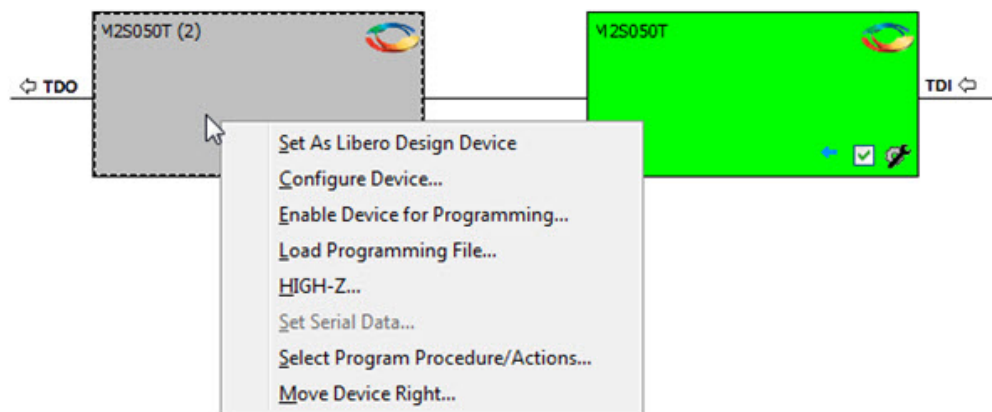 M2S050T (2)
M2S050T
TDO
TDI
Set As Libero Design Device
Configure Device...
Enable Device for Programming...
Load Programming File...
HIGH-Z...
Set Serial Data...
Select Program Procedure/Actions...
Move Device Right...